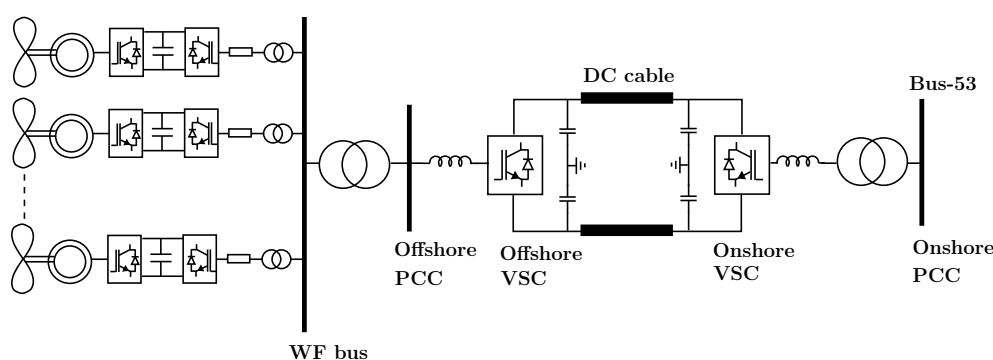 DC cable
Bus-53
Offshore
PCC
Offshore
VSC
Onshore
VSC
Onshore
PCC
WF bus